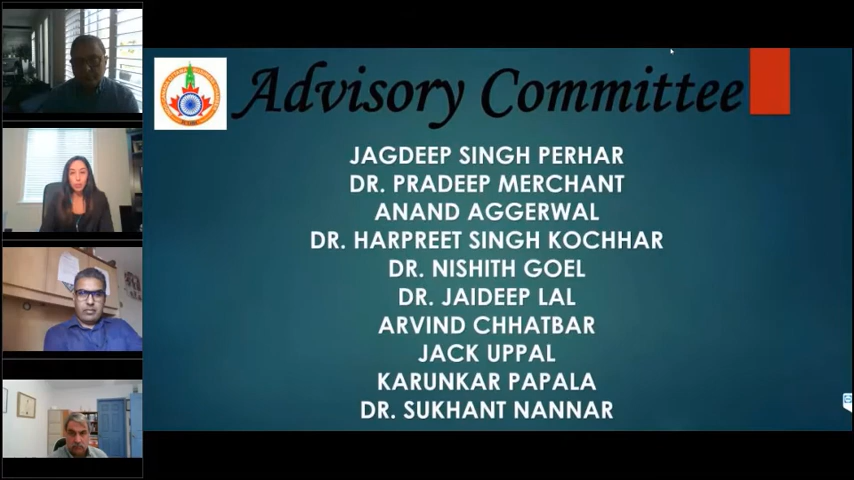 Advisory Committee
JAGDEEP SINGH PERHAR
DR. PRADEEP MERCHANT
ANAND AGGERWAL
DR. HARPREET SINGH KOCHHAR
DR. NISHITH GOEL
DR. JAIDEEP LAL
ARVIND CHHATBAR
JACK UPPAL
KARUNKAR PAPALA
DR. SUKHANT NANNAR